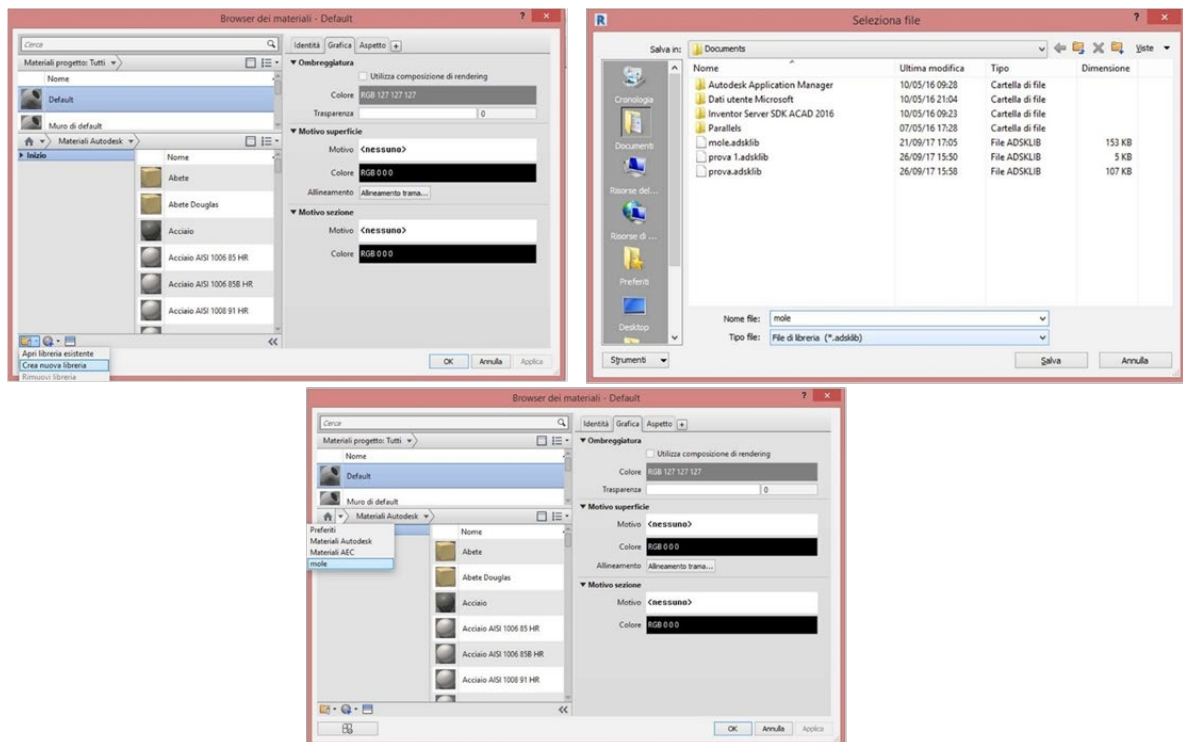 Browser dei materiali - Default
?
Cerca
Materiali progetto: Tutti
Nome
Default
Muro di default
Materiali Autodesk
Inizio
Nome
Abete
Abete Douglas
Acciaio
Acciaio AISI 1006 85 HR
Acciaio AISI 1006 85B HR
Acciaio AISI 1008 91 HR
Apri libreria esistente
Crea nuova libreria
Rimuovi libreria
Identità Grafica Aspetto +
Ombreggiatura
Utilizza composizione di rendering
Colore RGB 127 127 127
Trasparenza 0
Motivo superficie
Motivo <nessuno>
Colore RGB 0 0 0
Allineamento Allineamento trama...
Motivo sezione
Motivo <nessuno>
Colore RGB 0 0 0
OK Annulla Applica
R Seleziona file ?
Salva in: Documents Viste
Cronologia
Documenti
Risorse del...
Risorse di ...
Preferiti
Desktop
Nome Ultima modifica Tipo Dimensione
Autodesk Application Manager 10/05/16 09:28 Cartella di file
Dati utente Microsoft 10/05/16 21:04 Cartella di file
Inventor Server SDK ACAD 2016 10/05/16 09:23 Cartella di file
Parallels 07/05/16 17:28 Cartella di file
mole.adsklib 21/09/17 17:05 File ADSKLIB 153 KB
prova 1.adsklib 26/09/17 15:50 File ADSKLIB 5 KB
prova.adsklib 26/09/17 15:58 File ADSKLIB 107 KB
Nome file: mole
Tipo file: File di libreria (*.adsklib)
Strumenti Salva Annulla
Browser dei materiali - Default
?
Cerca
Materiali progetto: Tutti
Nome
Default
Muro di default
Materiali Autodesk
Preferiti
Materiali Autodesk
Materiali AEC
mole
Nome
Abete
Abete Douglas
Acciaio
Acciaio AISI 1006 85 HR
Acciaio AISI 1006 85B HR
Acciaio AISI 1008 91 HR
Identità Grafica Aspetto +
Ombreggiatura
Utilizza composizione di rendering
Colore RGB 127 127 127
Trasparenza 0
Motivo superficie
Motivo <nessuno>
Colore RGB 0 0 0
Allineamento Allineamento trama...
Motivo sezione
Motivo <nessuno>
Colore RGB 0 0 0
OK Annulla Applica